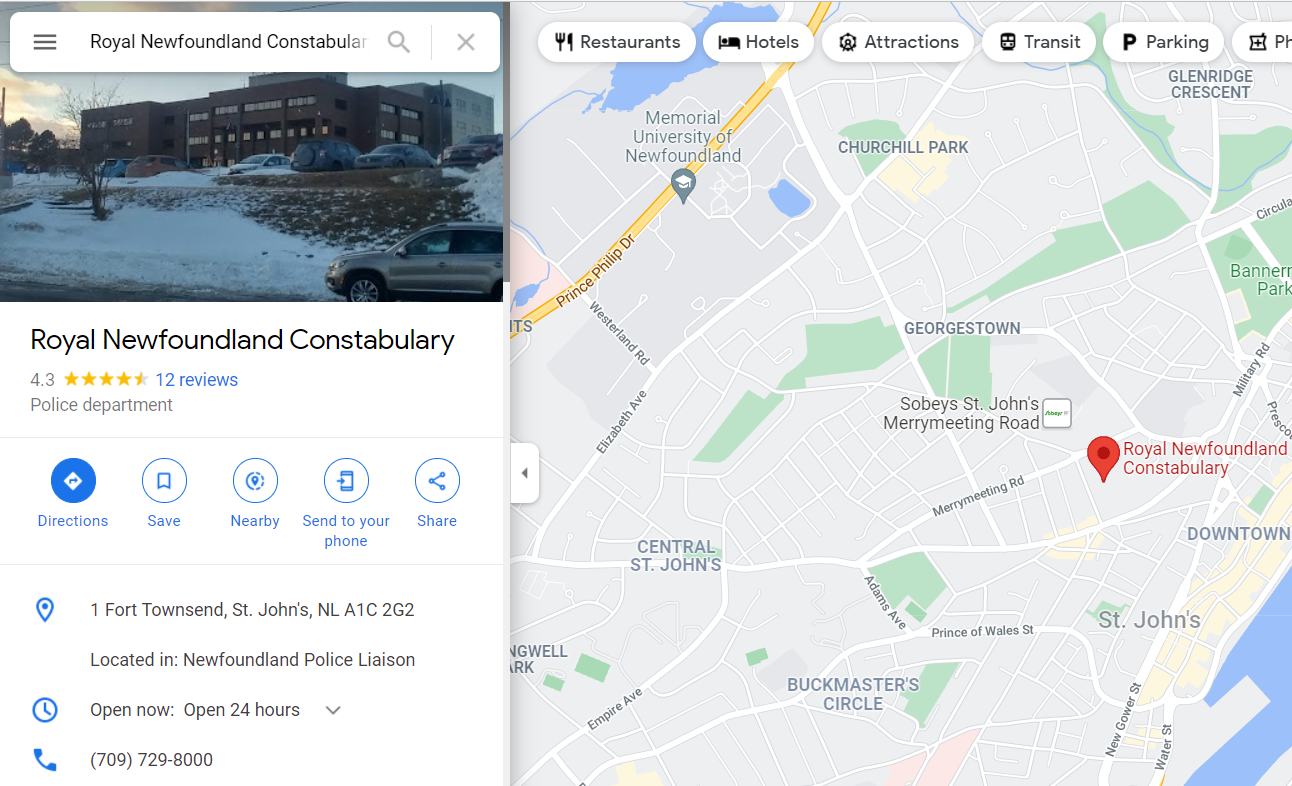 Royal Newfoundland Constabular
Royal Newfoundland Constabulary
4.3
12 reviews
Police department
Directions
Save
Nearby
Send to your
phone
Share
1 Fort Townsend, St. John's, NL A1C 2G2
Located in: Newfoundland Police Liaison
Open now: Open 24 hours
(709) 729-8000
Restaurants
Hotels
Attractions
Transit
Parking
Ph
GLENRIDGE
CRESCENT
Memorial
University of
Newfoundland
CHURCHILL PARK
Circula
Prince Philip Dr
Banner
Park
NTS
Westerland Rd
GEORGESTOWN
Military Rd
Elizabeth Ave
Sobeys St. John's
Merrymeeting Road
Sobeys
Presco
Royal Newfoundland
Constabulary
Merrymeeting Rd
DOWNTOWN
CENTRAL
ST. JOHN'S
Adams Ave
St. John's
Prince of Wales St
NGWELL
ARK
BUCKMASTER'S
CIRCLE
Empire Ave
New Gower St
Water St